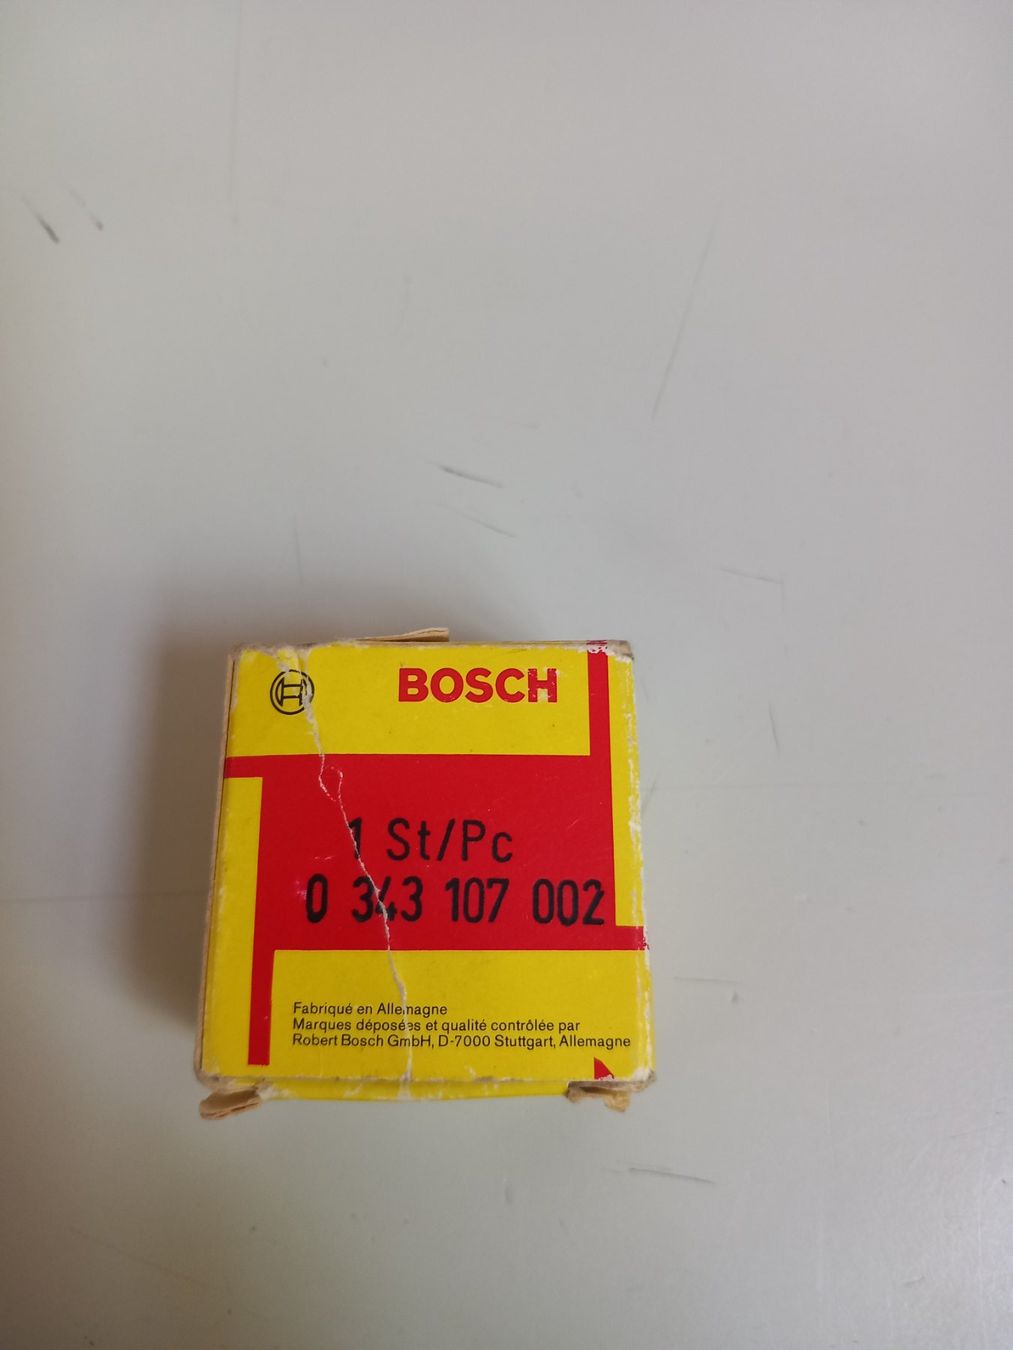 BOSCH
1 St/Pc
0 343 107 002
Fabriqué en Allemagne
Marques déposées et qualité contrôlée par
Robert Bosch GmbH, D-7000 Stuttgart, Allemagne